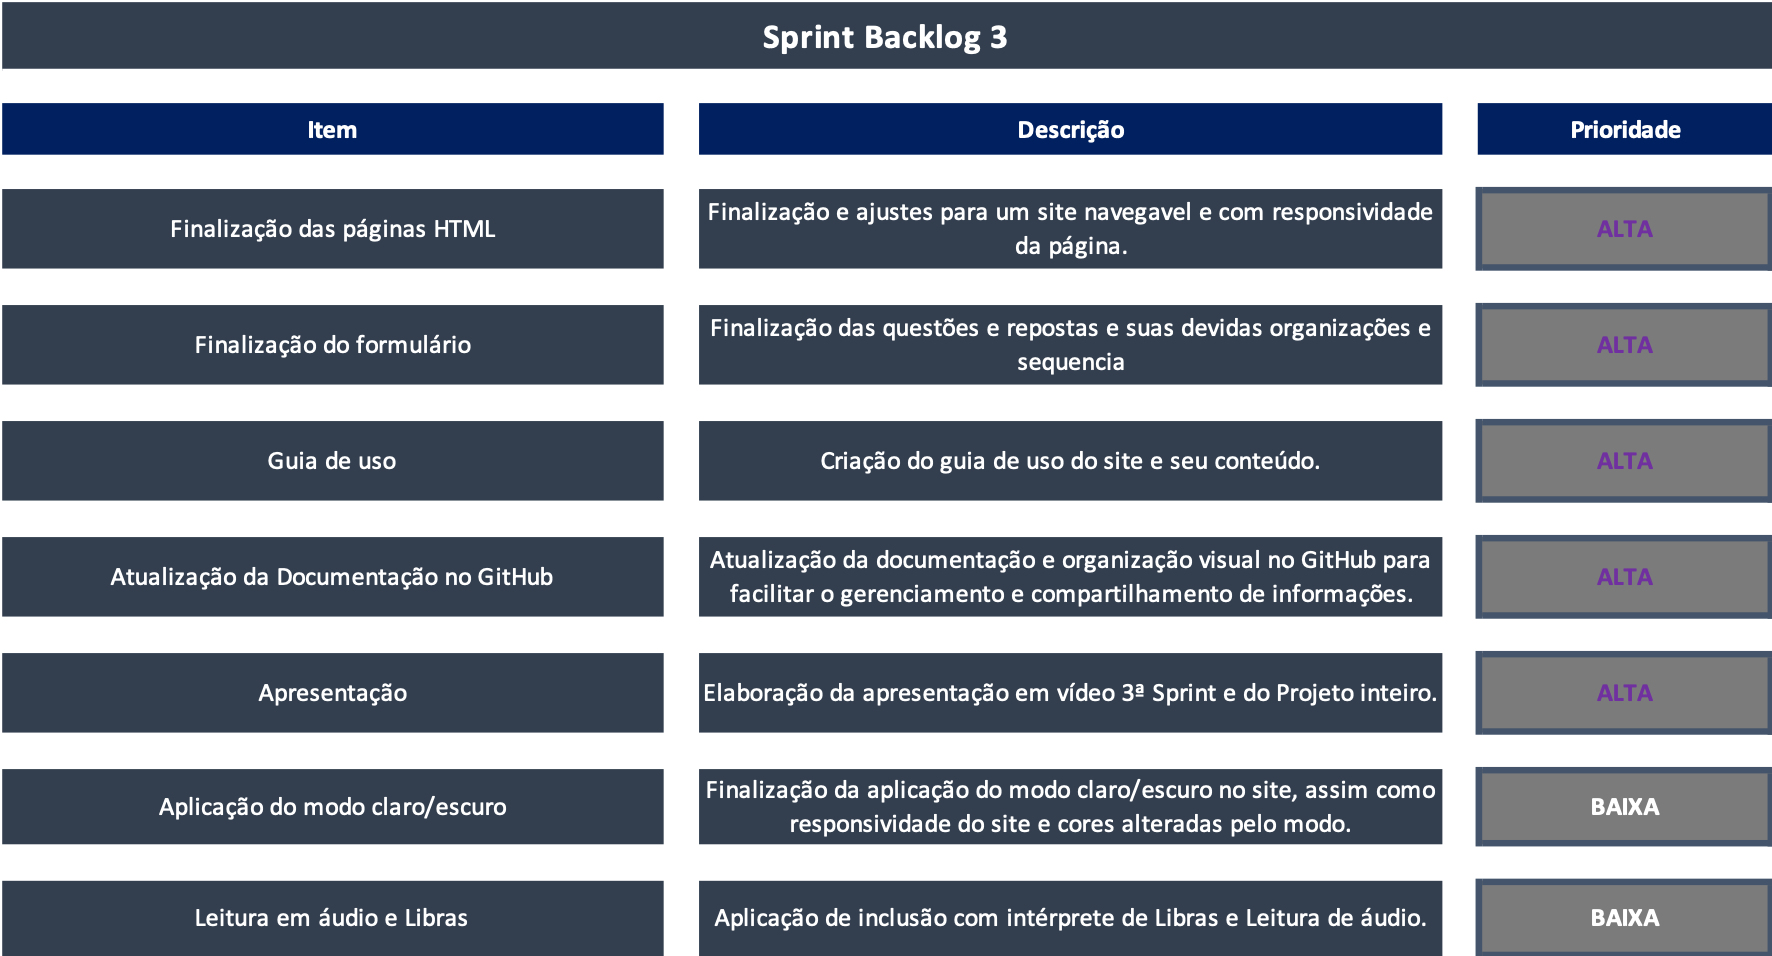 Sprint Backlog 3
Item
Descrição
Prioridade
Finalização das páginas HTML
Finalização e ajustes para um site navegavel e com responsividade
da página.
ALTA
Finalização do formulário
Finalização das questões e repostas e suas devidas organizações e
sequencia
ALTA
Guia de uso
Criação do guia de uso do site e seu conteúdo.
ALTA
Atualização da Documentação no GitHub
Atualização da documentação e organização visual no GitHub para
facilitar o gerenciamento e compartilhamento de informações.
ALTA
Apresentação
Elaboração da apresentação em vídeo 3ª Sprint e do Projeto inteiro.
ALTA
Aplicação do modo claro/escuro
Finalização da aplicação do modo claro/escuro no site, assim como
responsividade do site e cores alteradas pelo modo.
BAIXA
Leitura em áudio e Libras
Aplicação de inclusão com intérprete de Libras e Leitura de áudio.
BAIXA